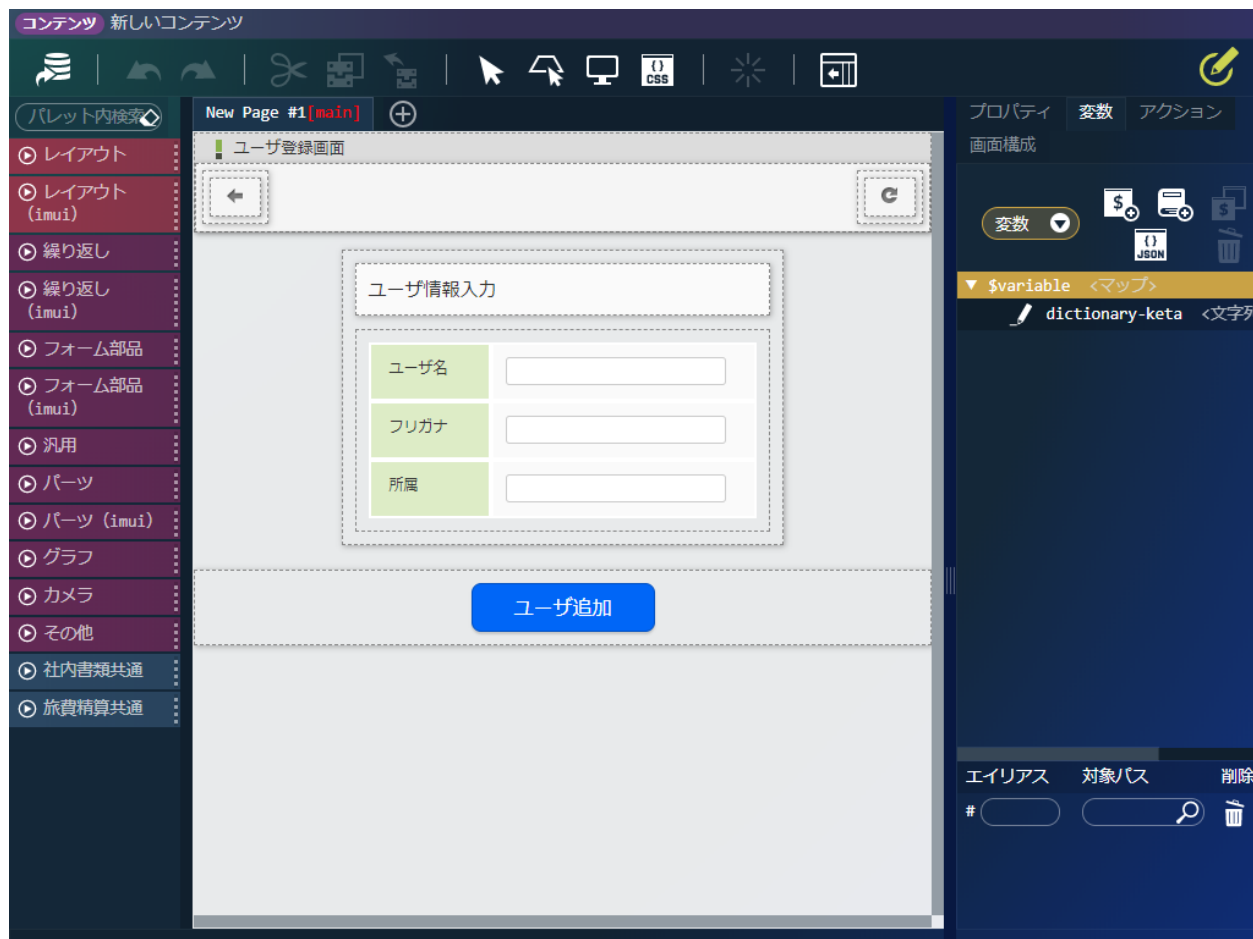 コンテンツ 新しいコンテンツ
{}
CSS
パレット内検索
レイアウト
レイアウト
(imui)
繰り返し
繰り返し
(imui)
フォーム部品
フォーム部品
(imui)
汎用
パーツ
パーツ (imui)
グラフ
カメラ
その他
社内書類共通
旅費精算共通
New Page #1[main]
ユーザ登録画面
ユーザ情報入力
ユーザ名
フリガナ
所属
ユーザ追加
プロパティ 変数 アクション
画面構成
変数
$
$
{}
JSON
$variable <マップ>
dictionary-keta <文字列
エイリアス 対象パス 削除
#